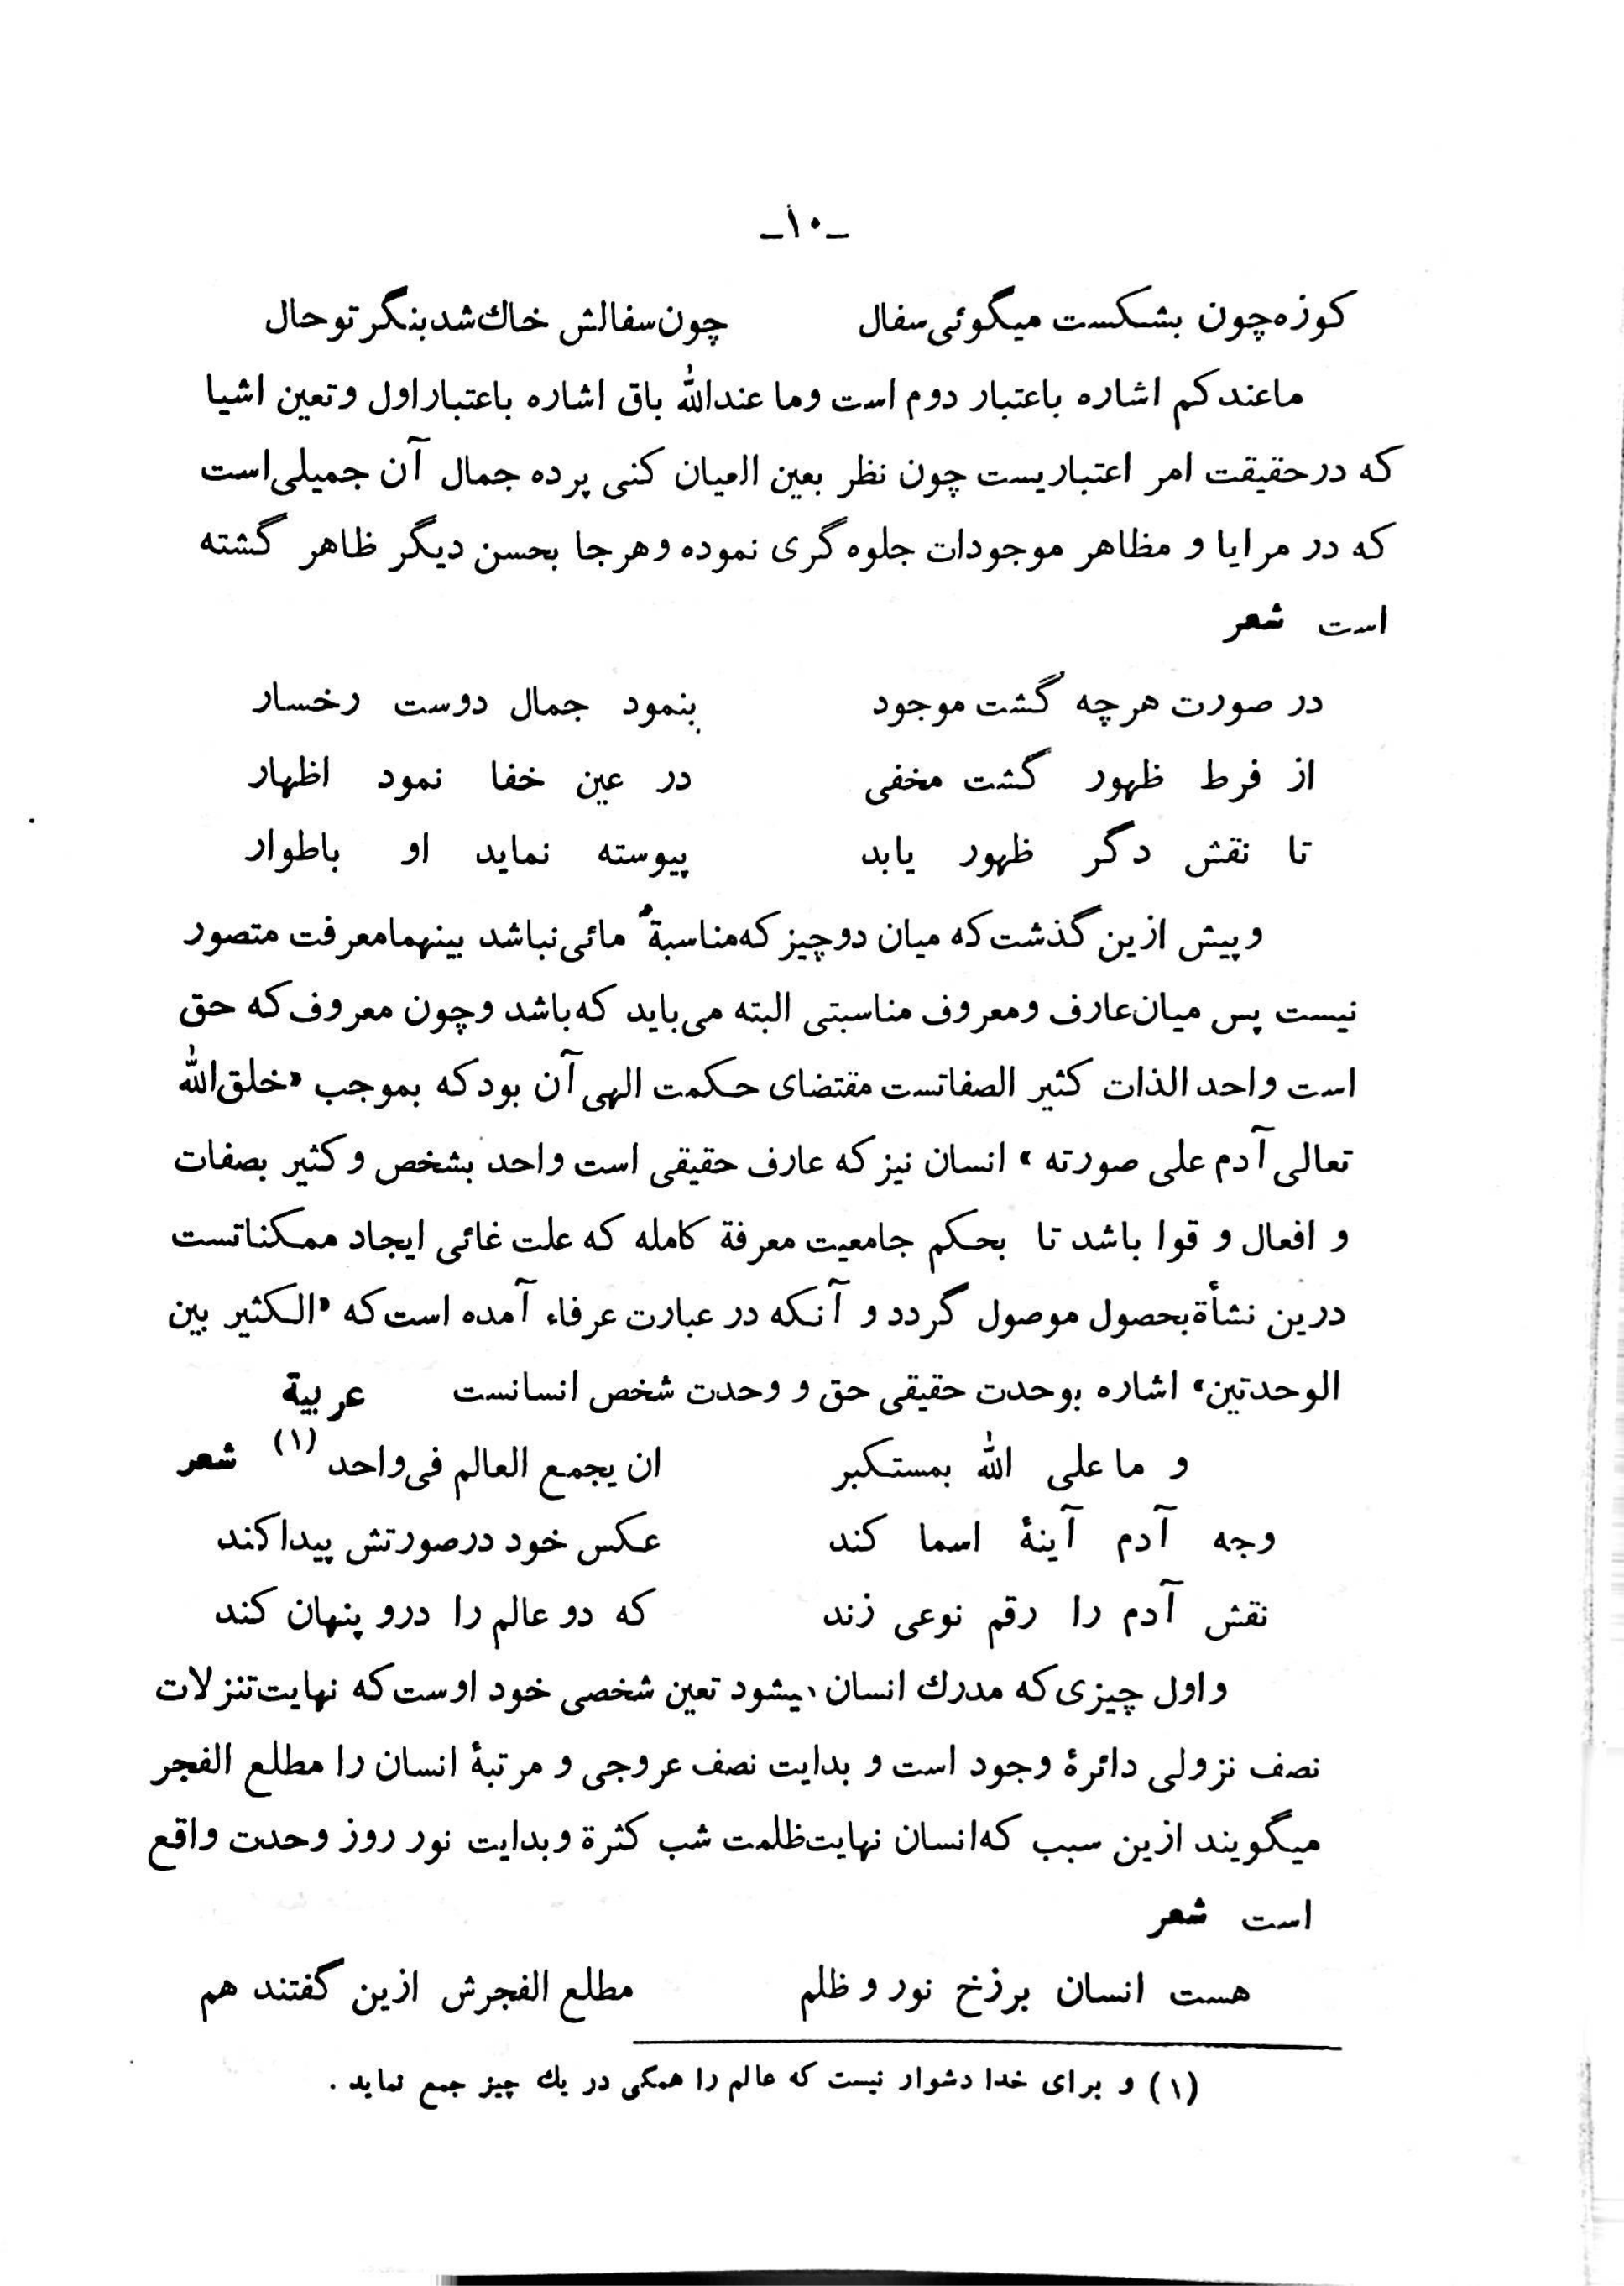 ـ۱۰ـ
کوزه‌چون بشکست میگوئی‌سفال چون‌سفالش خاك‌شدبنگر توحال
ماعندکم اشاره باعتبار دوم است وما عندالله باق اشاره باعتباراول وتعین اشیا
که درحقیقت امر اعتباریست چون نظر بعین العیان کنی پرده جمال آن جمیلی‌است
که در مرایا و مظاهر موجودات جلوه‌گری نموده وهرجا بحسن دیگر ظاهر گشته
است شعر
در صورت هرچه گشت موجود بنمود جمال دوست رخسار
از فرط ظهور گشت مخفی در عین خفا نمود اظهار
تا نقش دگر ظهور یابد پیوسته نماید او باطوار
وپیش ازین گذشت‌که میان دوچیز که‌مناسبةُ مائی‌نباشد بینهمامعرفت متصور
نیست پس میان‌عارف ومعروف مناسبتی البته می‌باید که‌باشد وچون معروف‌که حق
است واحد الذات کثیر الصفاتست مقتضای حکمت الهی آن بودکه بموجب «خلق‌الله
تعالی آدم علی صورته» انسان نیز که عارف حقیقی است واحد بشخص وکثیر بصفات
و افعال و قوا باشد تا بحکم جامعیت معرفة کامله که علت غائی ایجاد ممکناتست
درین نشأة بحصول موصول گردد و آنکه در عبارت عرفاء آمده است‌که «الکثیر بین
الوحدتین» اشاره بوحدت حقیقی حق و وحدت شخص انسانست عربیة
و ما علی الله بمستکبر ان یجمع العالم فی‌واحد (۱) شعر
وجه آدم آینۀ اسما کند عکس خود درصورتش پیداکند
نقش آدم را رقم نوعی زند که دو عالم را درو پنهان کند
واول چیزی‌که مدرك انسان میشود تعین شخصی خود اوست‌که نهایت‌تنزلات
نصف نزولی دائرۀ وجود است و بدایت نصف عروجی و مرتبۀ انسان را مطلع الفجر
میگویند ازین سبب که‌انسان نهایت‌ظلمت شب کثرة وبدایت نور روز وحدت واقع
است شعر
هست انسان برزخ نور و ظلم مطلع الفجرش ازین گفتند هم
(۱) و برای خدا دشوار نیست که عالم را همگی در یك چیز جمع نماید .